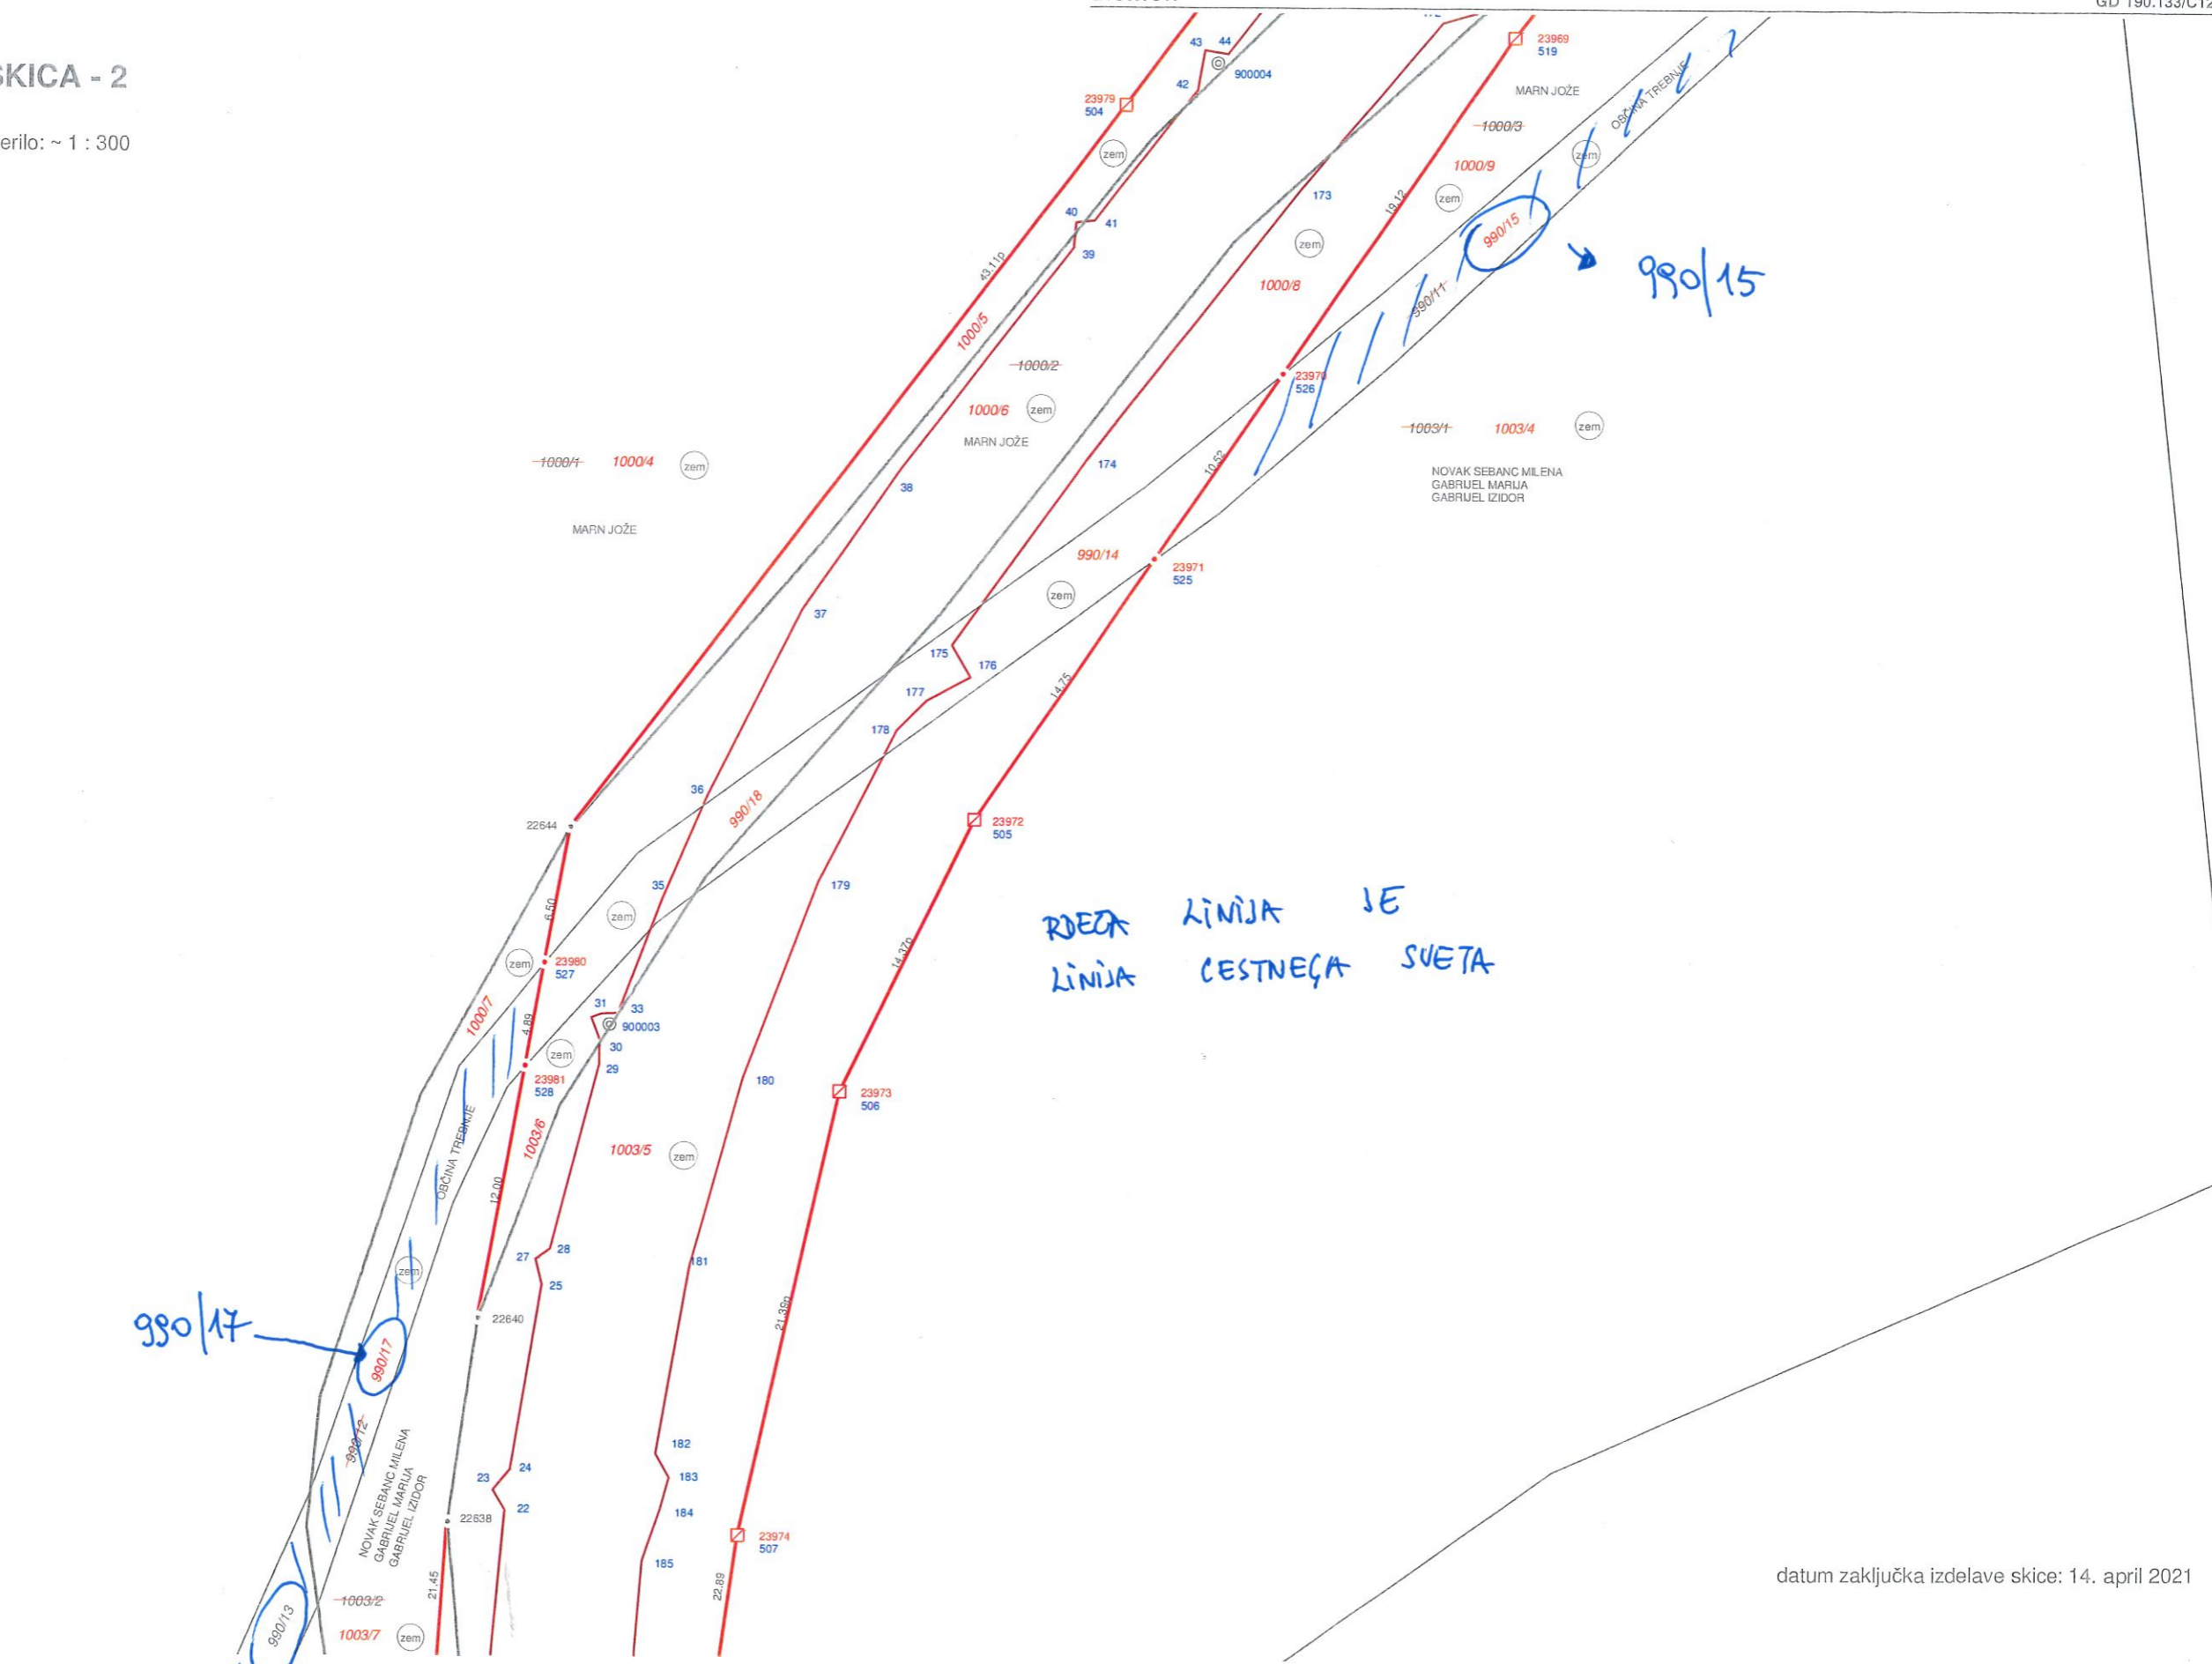 GD 190.133/C12
SKICA - 2
erilo: ~ 1 : 300
43 44
42
900004
23979
504
zem
23969
519
MARN JOŽE
1000/3
1000/9
zem
OBČINA TREBNJE
zem
40
41
39
43.11p
1000/5
173
zem
1000/8
19.12
990/15
990/15
990/11
1000/2
1000/6 zem
MARN JOŽE
23970
526
1000/1 1000/4 zem
MARN JOŽE
38
174
10.52
1003/1 1003/4 zem
NOVAK SEBANC MILENA
GABRIJEL MARIJA
GABRIJEL IZIDOR
990/14
zem
23971
525
37
175
176
177
178
14.75
36
990/18
22644
23972
505
35
179
6.50
zem
zem
23980
527
14.37p
RDEČA LINIJA JE
LINIJA CESTNEGA SVETA
1000/7
4.89
31
33
900003
30
29
zem
23981
528
180
23973
506
OBČINA TREBNJE
1003/6
1003/5 zem
12.00
27
28
25
181
zem
990/17
990/17
22640
21.39p
990/12
NOVAK SEBANC MILENA
GABRIJEL MARIJA
GABRIJEL IZIDOR
182
183
184
185
23
24
22
22638
23974
507
21.45
22.89
990/13
1003/2
1003/7 zem
datum zaključka izdelave skice: 14. april 2021